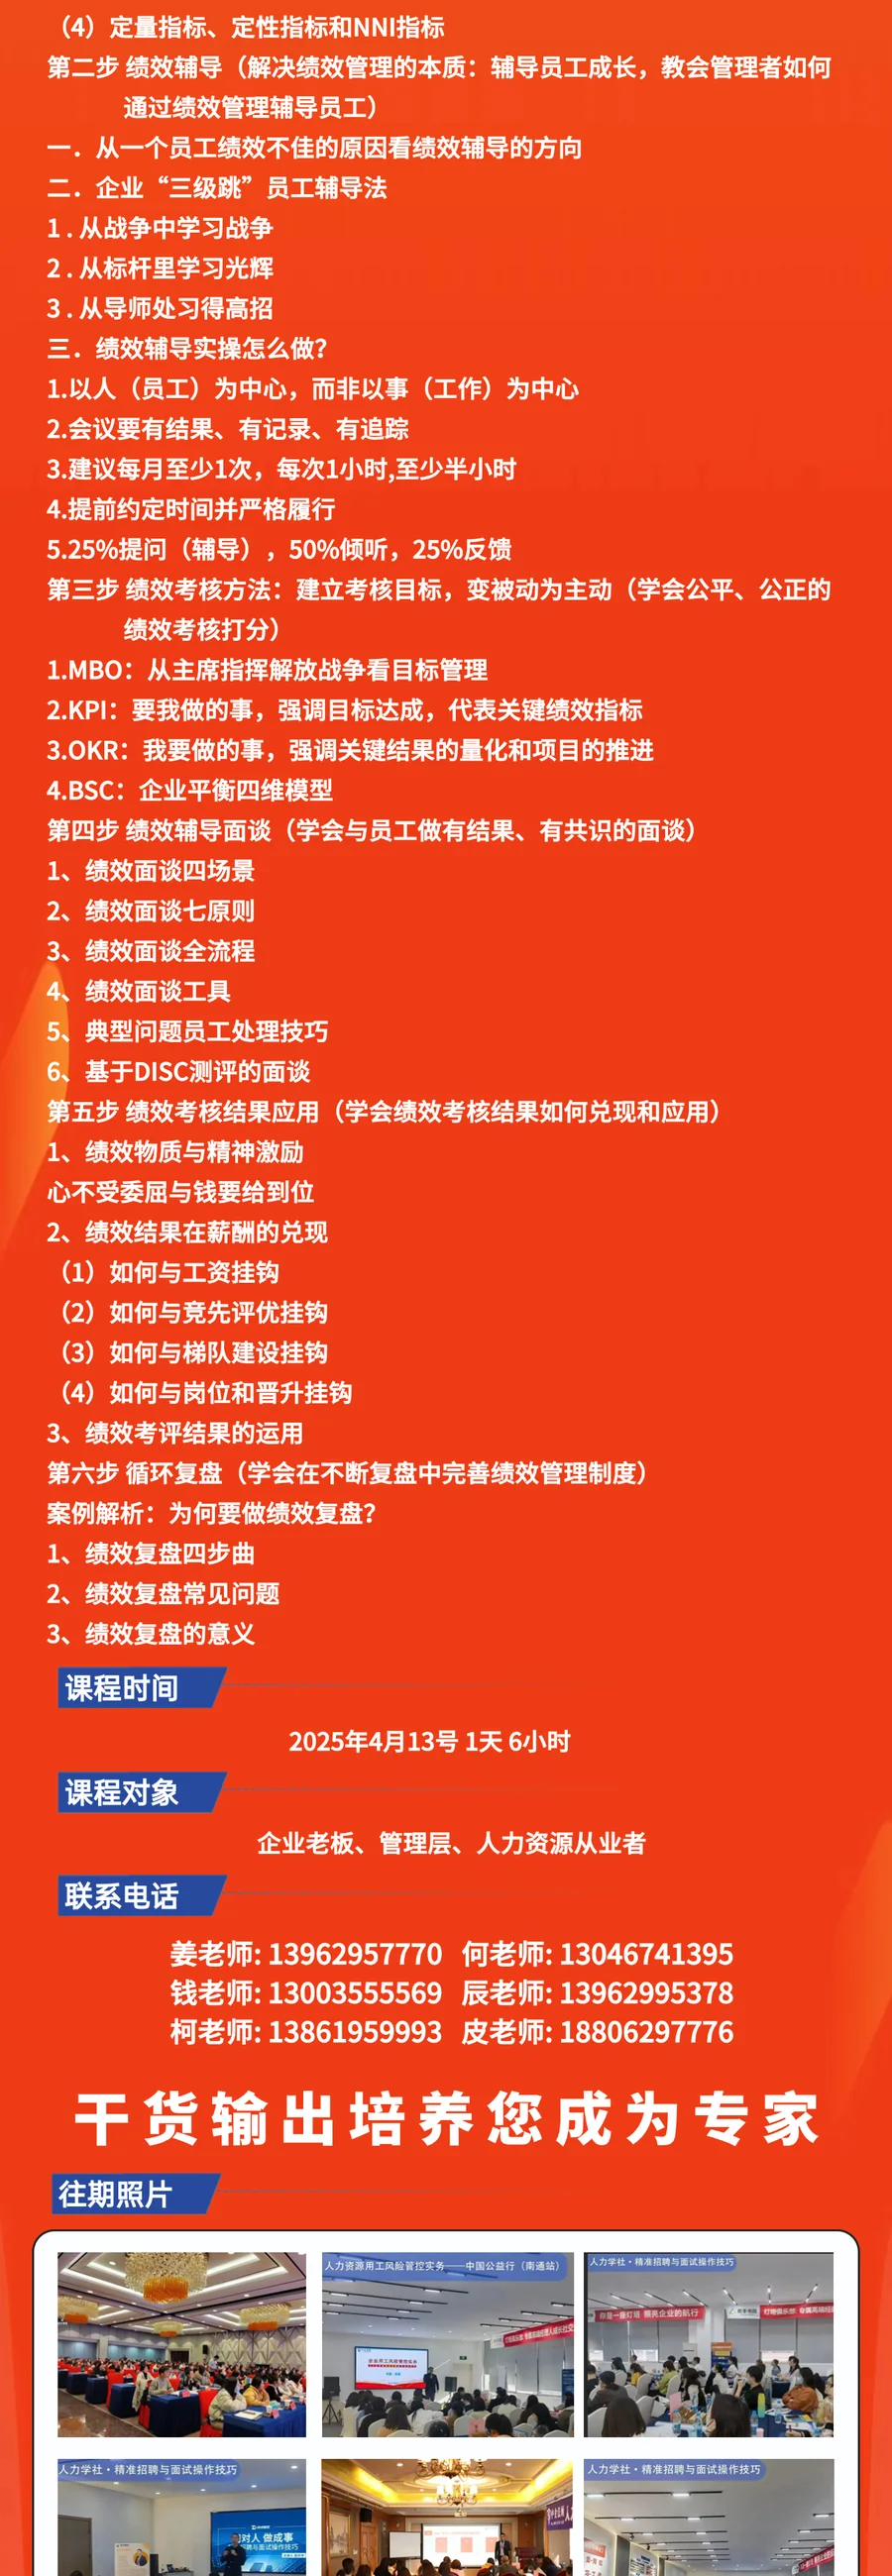 （4）定量指标、定性指标和NNI指标
第二步 绩效辅导（解决绩效管理的本质：辅导员工成长，教会管理者如何
通过绩效管理辅导员工）
一．从一个员工绩效不佳的原因看绩效辅导的方向
二．企业“三级跳”员工辅导法
1 . 从战争中学习战争
2 . 从标杆里学习光辉
3 . 从导师处习得高招
三．绩效辅导实操怎么做？
1.以人（员工）为中心，而非以事（工作）为中心
2.会议要有结果、有记录、有追踪
3.建议每月至少1次，每次1小时,至少半小时
4.提前约定时间并严格履行
5.25%提问（辅导），50%倾听，25%反馈
第三步 绩效考核方法：建立考核目标，变被动为主动（学会公平、公正的
绩效考核打分）
1.MBO：从主席指挥解放战争看目标管理
2.KPI：要我做的事，强调目标达成，代表关键绩效指标
3.OKR：我要做的事，强调关键结果的量化和项目的推进
4.BSC：企业平衡四维模型
第四步 绩效辅导面谈（学会与员工做有结果、有共识的面谈）
1、绩效面谈四场景
2、绩效面谈七原则
3、绩效面谈全流程
4、绩效面谈工具
5、典型问题员工处理技巧
6、基于DISC测评的面谈
第五步 绩效考核结果应用（学会绩效考核结果如何兑现和应用）
1、绩效物质与精神激励
心不受委屈与钱要给到位
2、绩效结果在薪酬的兑现
（1）如何与工资挂钩
（2）如何与竞先评优挂钩
（3）如何与梯队建设挂钩
（4）如何与岗位和晋升挂钩
3、绩效考评结果的运用
第六步 循环复盘（学会在不断复盘中完善绩效管理制度）
案例解析：为何要做绩效复盘？
1、绩效复盘四步曲
2、绩效复盘常见问题
3、绩效复盘的意义
课程时间
2025年4月13号 1天 6小时
课程对象
企业老板、管理层、人力资源从业者
联系电话
姜老师: 13962957770 何老师: 13046741395
钱老师: 13003555569 辰老师: 13962995378
柯老师: 13861959993 皮老师: 18806297776
干货输出培养您成为专家
往期照片
人力资源用工风险管控实务——中国公益行（南通站）
人力学社·精准招聘与面试操作技巧
你是一座灯塔 照亮企业的航行
企业用工风险管控实务
人力学社·精准招聘与面试操作技巧
人力学社·精准招聘与面试操作技巧
对人 做成事